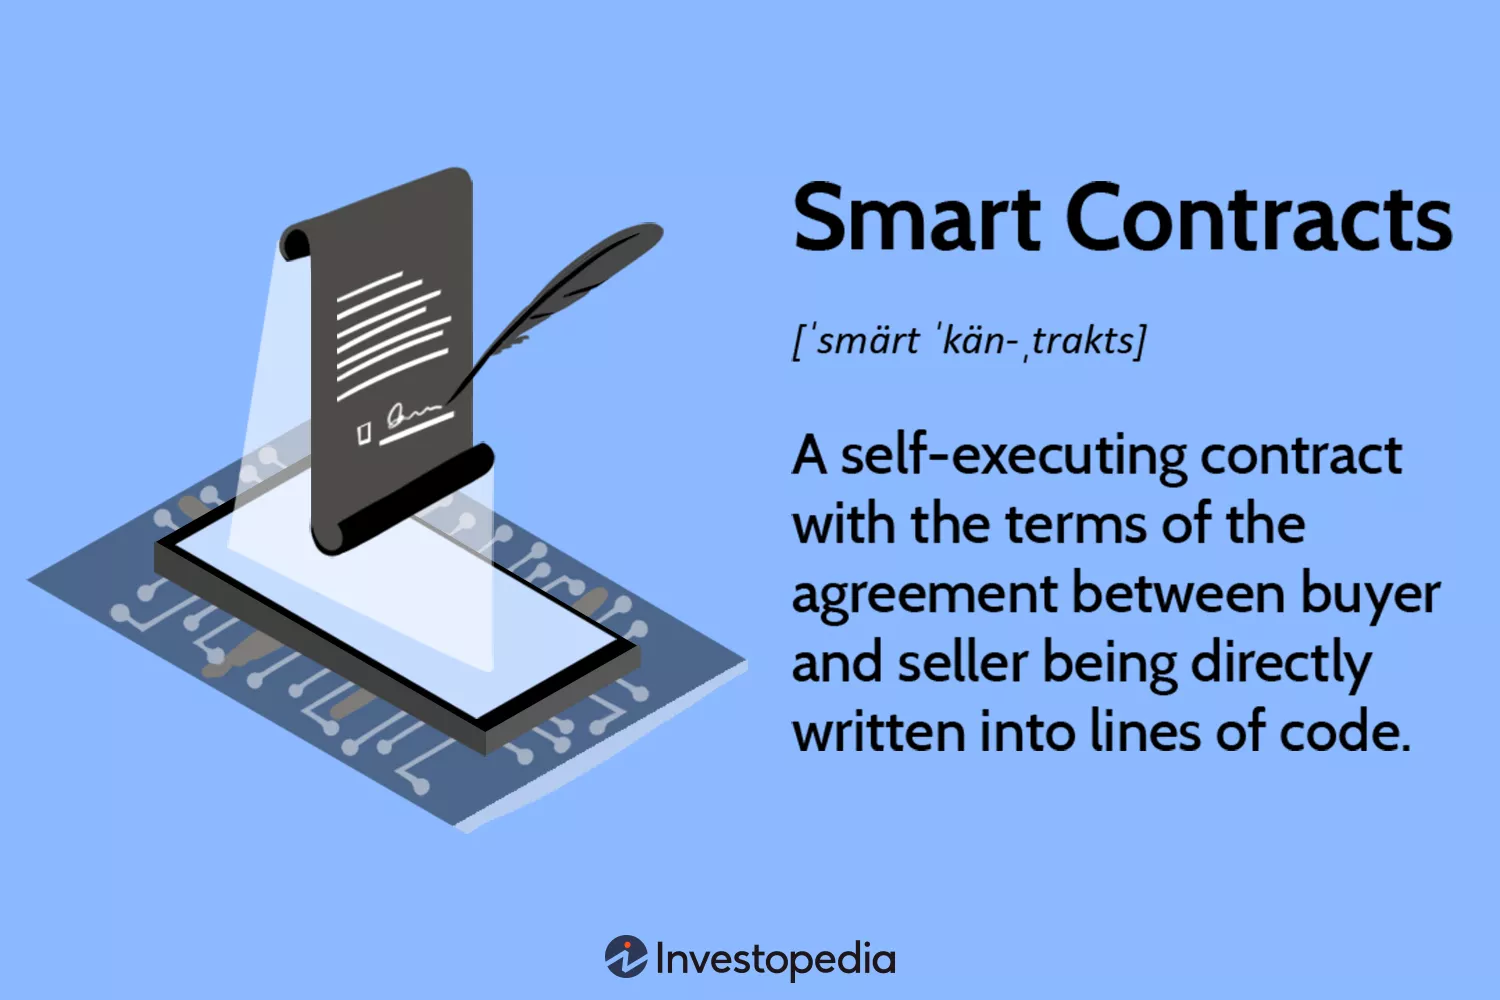 Smart Contracts
[ˈsmärt ˈkän-ˌtrakts]
A self-executing contract
with the terms of the
agreement between buyer
and seller being directly
written into lines of code.
Investopedia